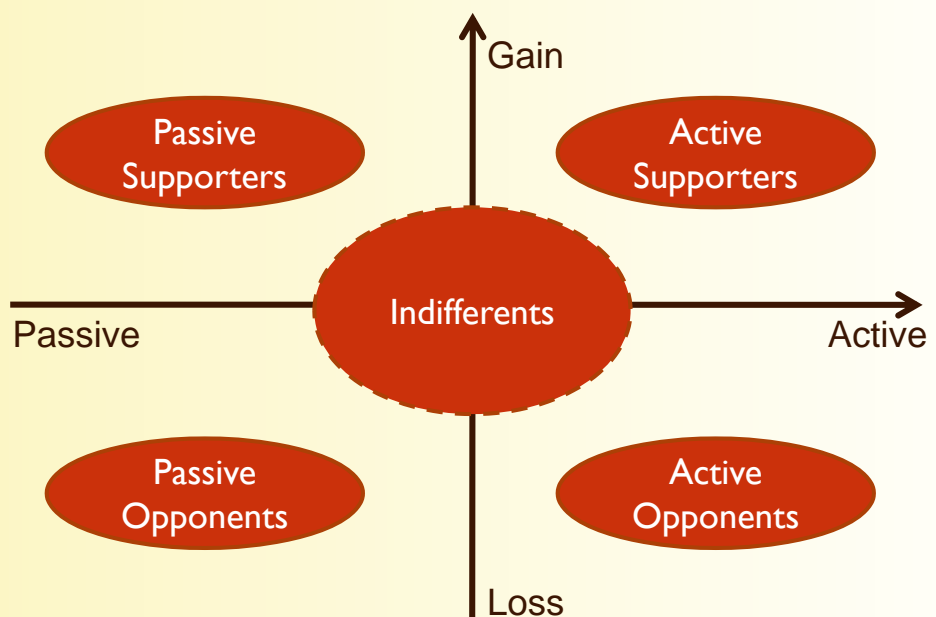 Gain
Passive
Supporters
Active
Supporters
Indifferents
Passive
Active
Passive
Opponents
Active
Opponents
Loss